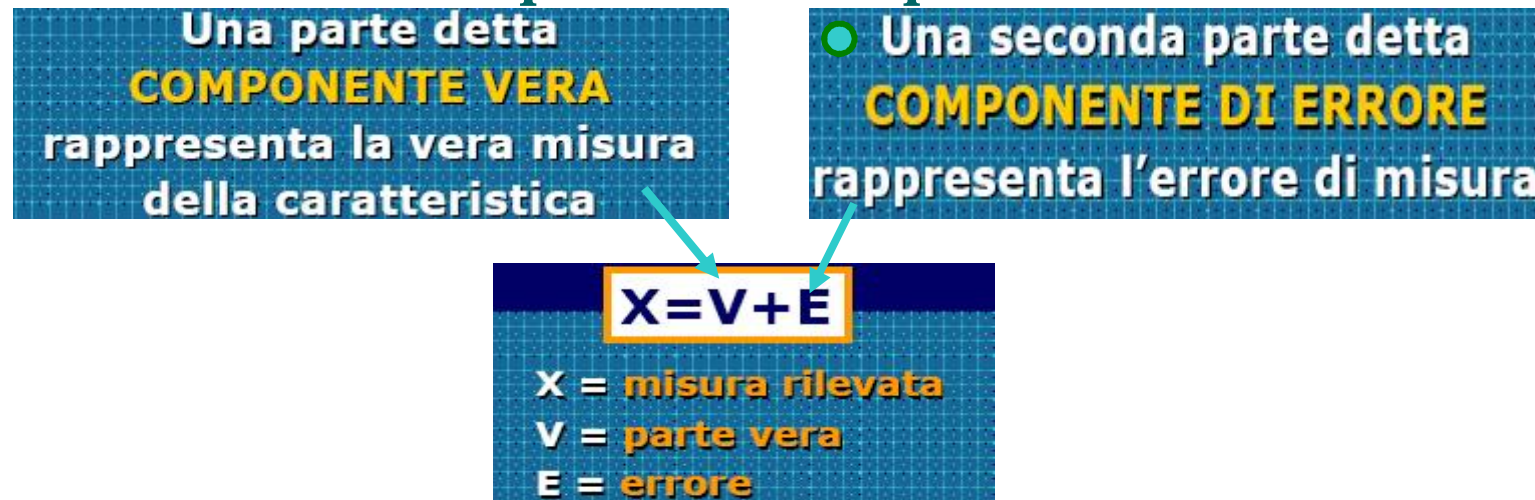 Una parte detta
COMPONENTE VERA
rappresenta la vera misura
della caratteristica
Una seconda parte detta
COMPONENTE DI ERRORE
rappresenta l'errore di misura
X=V+E
X = misura rilevata
V = parte vera
E = errore